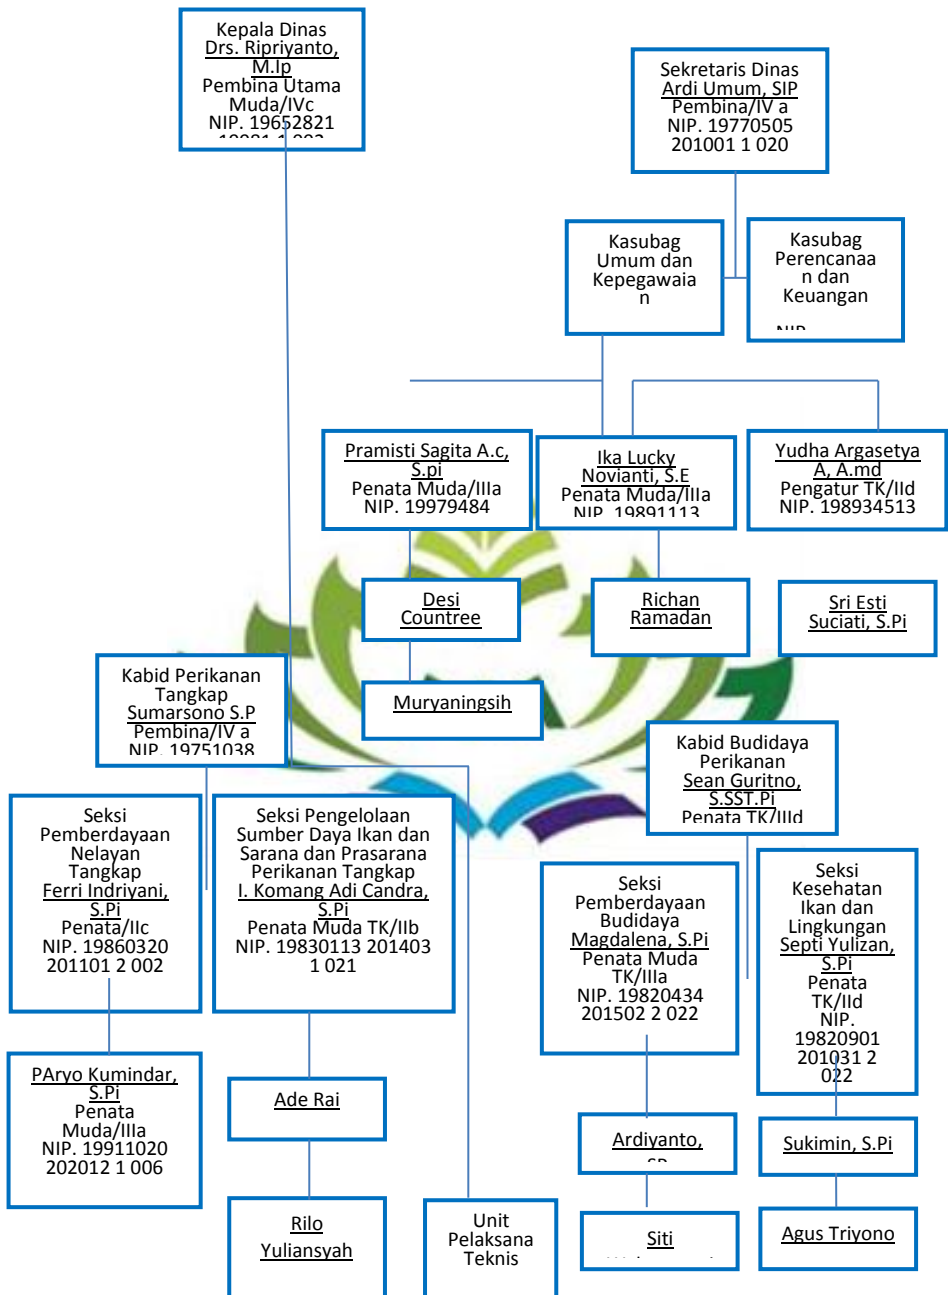 Kepala Dinas
Drs. Ripriyanto,
M.Ip
Pembina Utama
Muda/IVc
NIP. 19652821
Sekretaris Dinas
Ardi Umum, SIP
Pembina/IV a
NIP. 19770505
201001 1 020
Kasubag
Umum dan
Kepegawaia
n
Kasubag
Perencanaa
n dan
Keuangan
NIP
Pramisti Sagita A.c,
S.pi
Penata Muda/IIIa
NIP. 19979484
Ika Lucky
Novianti, S.E
Penata Muda/IIIa
NIP. 19891113
Yudha Argasetya
A, A.md
Pengatur TK/IId
NIP. 198934513
Desi
Countree
Richan
Ramadan
Sri Esti
Suciati, S.Pi
Muryaningsih
Kabid Perikanan
Tangkap
Sumarsono S.P
Pembina/IV a
NIP. 19751038
Kabid Budidaya
Perikanan
Sean Guritno,
S.SST.Pi
Penata TK/IIId
Seksi
Pemberdayaan
Nelayan
Tangkap
Ferri Indriyani,
S.Pi
Penata/IIc
NIP. 19860320
201101 2 002
Seksi Pengelolaan
Sumber Daya Ikan dan
Sarana dan Prasarana
Perikanan Tangkap
I. Komang Adi Candra,
S.Pi
Penata Muda TK/IIb
NIP. 19830113 201403
1 021
Seksi
Pemberdayaan
Budidaya
Magdalena, S.Pi
Penata Muda
TK/IIIa
NIP. 19820434
201502 2 022
Seksi
Kesehatan
Ikan dan
Lingkungan
Septi Yulizan,
S.Pi
Penata
TK/IId
NIP.
19820901
201031 2
022
PAryo Kumindar,
S.Pi
Penata
Muda/IIIa
NIP. 19911020
202012 1 006
Ade Rai
Ardiyanto,
Sukimin, S.Pi
Rilo
Yuliansyah
Unit
Pelaksana
Teknis
Siti
Agus Triyono